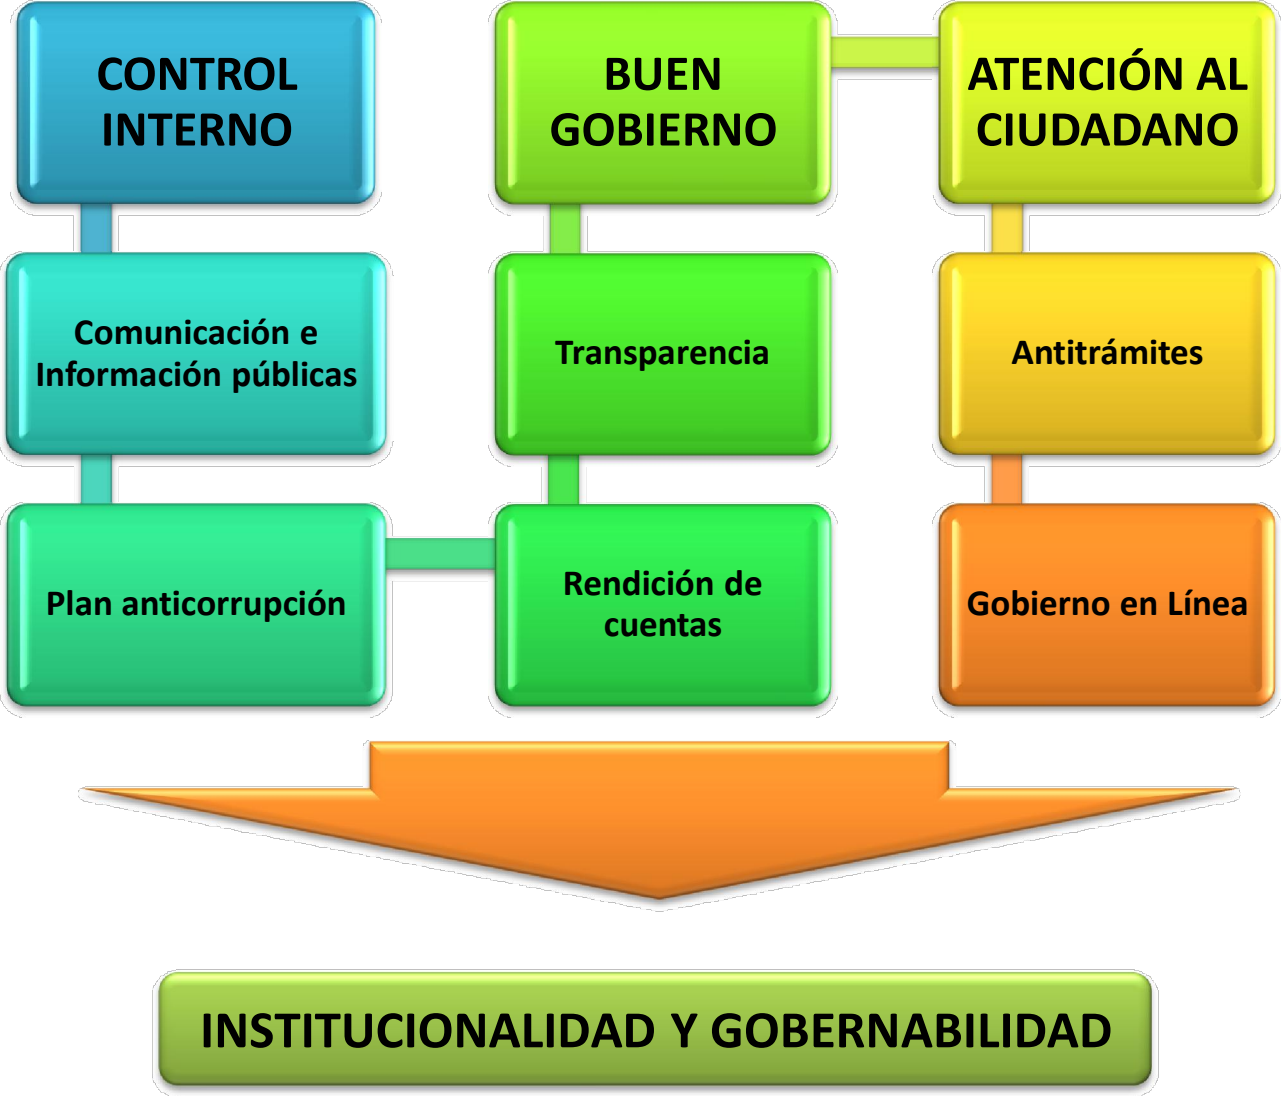 CONTROL
INTERNO
Comunicación e
Información públicas
Plan anticorrupción
BUEN
GOBIERNO
Transparencia
Rendición de
cuentas
ATENCIÓN AL
CIUDADANO
Antitrámites
Gobierno en Línea
INSTITUCIONALIDAD Y GOBERNABILIDAD